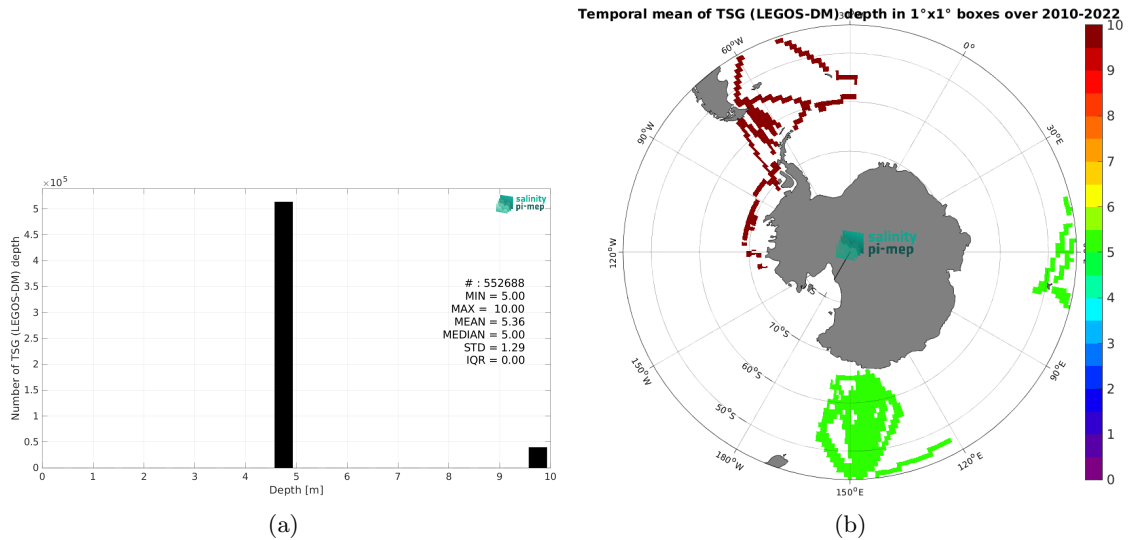 ×10⁵
5
4.5
4
3.5
3
2.5
2
1.5
1
0.5
0
Number of TSG (LEGOS-DM) depth
salinity
pi-mep
# : 552688
MIN = 5.00
MAX = 10.00
MEAN = 5.36
MEDIAN = 5.00
STD = 1.29
IQR = 0.00
0 1 2 3 4 5 6 7 8 9 10
Depth [m]
(a)
Temporal mean of TSG (LEGOS-DM) depth in 1°x1° boxes over 2010-2022
60°W
0°
90°W
30°E
120°W
salinity
pi-mep
150°W
90°E
70°S
50°S
180°W
120°E
150°E
10
9
8
7
6
5
4
3
2
1
0
(b)